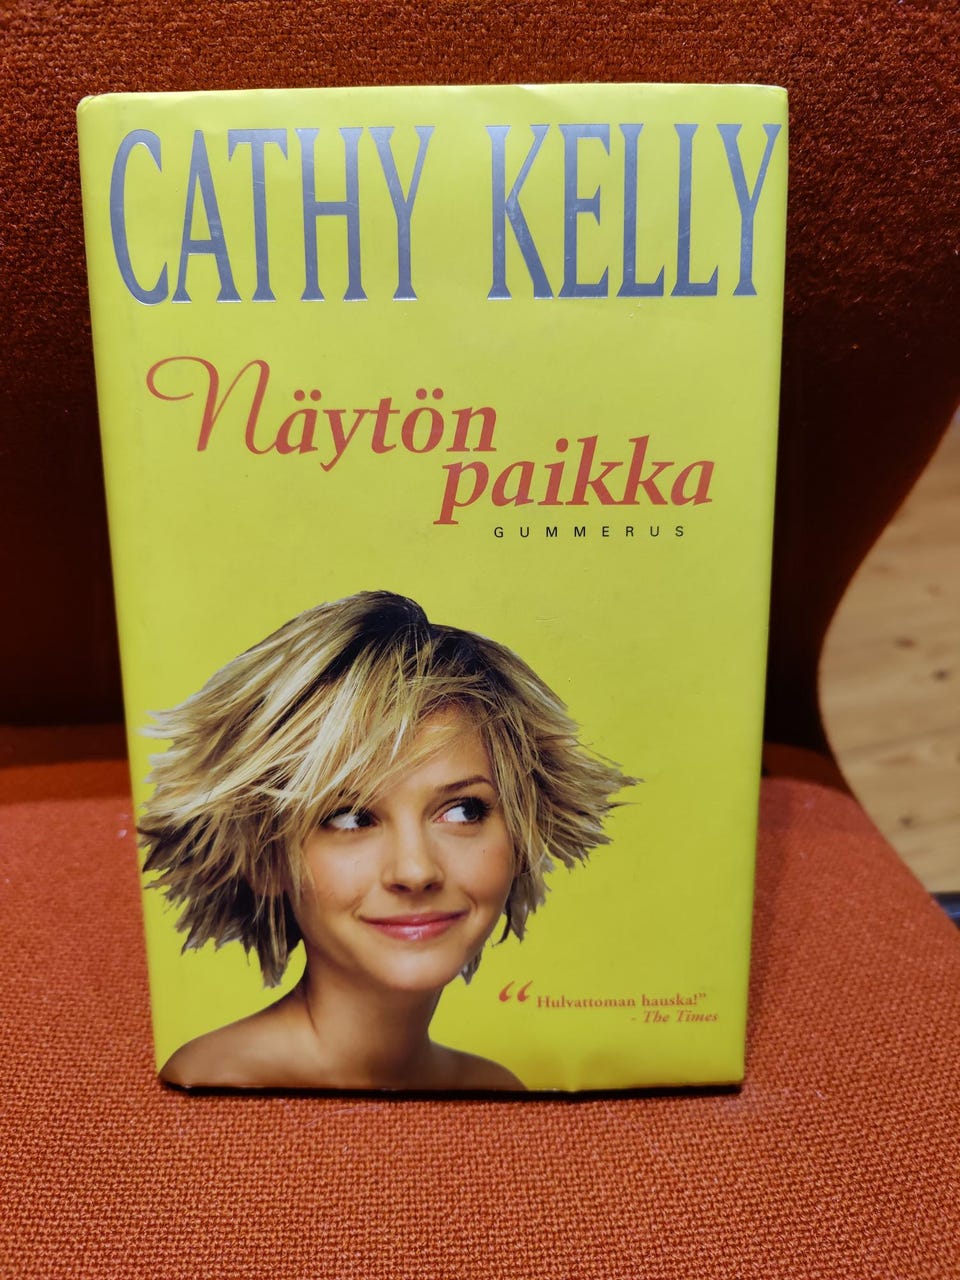 CATHY KELLY
Näytön
paikka
GUMMERUS
“Hulvattoman hauska!”
- The Times